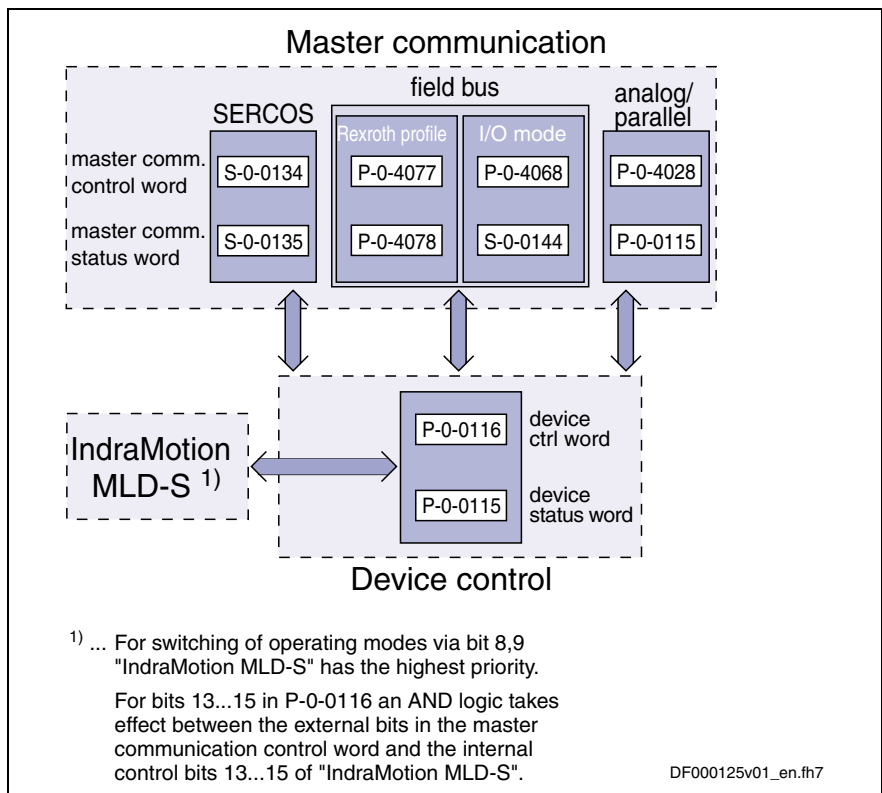 Master communication
field bus
SERCOS
analog/
parallel
Rexroth profile
I/O mode
master comm.
control word
S-0-0134
P-0-4077
P-0-4068
P-0-4028
master comm.
status word
S-0-0135
P-0-4078
S-0-0144
P-0-0115
IndraMotion
MLD-S 1)
P-0-0116
device
ctrl word
P-0-0115
device
status word
Device control
1) ... For switching of operating modes via bit 8,9
"IndraMotion MLD-S" has the highest priority.
For bits 13...15 in P-0-0116 an AND logic takes
effect between the external bits in the master
communication control word and the internal
control bits 13...15 of "IndraMotion MLD-S".
DF000125v01_en.fh7